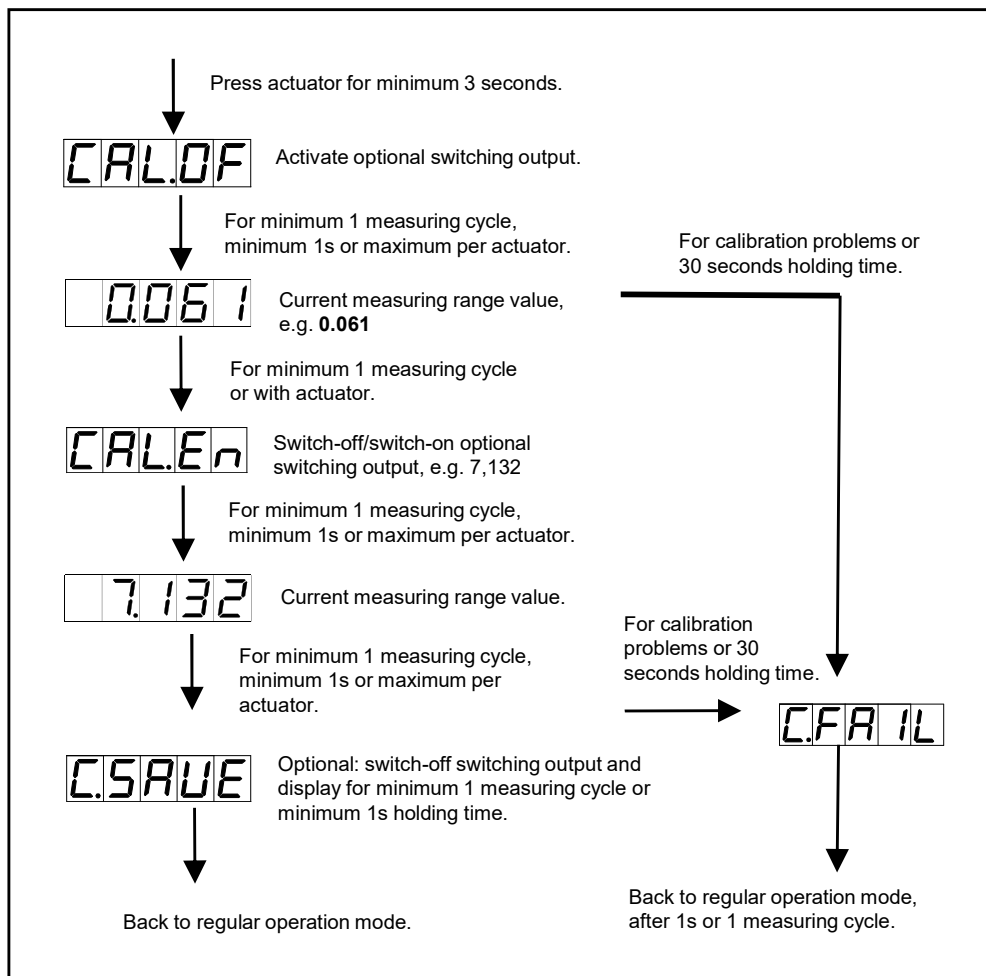 Press actuator for minimum 3 seconds.
CAL.OF
Activate optional switching output.
For minimum 1 measuring cycle,
minimum 1s or maximum per actuator.
For calibration problems or
30 seconds holding time.
0.061
Current measuring range value,
e.g. 0.061
For minimum 1 measuring cycle
or with actuator.
CAL.En
Switch-off/switch-on optional
switching output, e.g. 7,132
For minimum 1 measuring cycle,
minimum 1s or maximum per actuator.
7.132
Current measuring range value.
For calibration
problems or 30
seconds holding time.
For minimum 1 measuring cycle,
minimum 1s or maximum per
actuator.
C.FAIL
C.SAVE
Optional: switch-off switching output and
display for minimum 1 measuring cycle or
minimum 1s holding time.
Back to regular operation mode.
Back to regular operation mode,
after 1s or 1 measuring cycle.